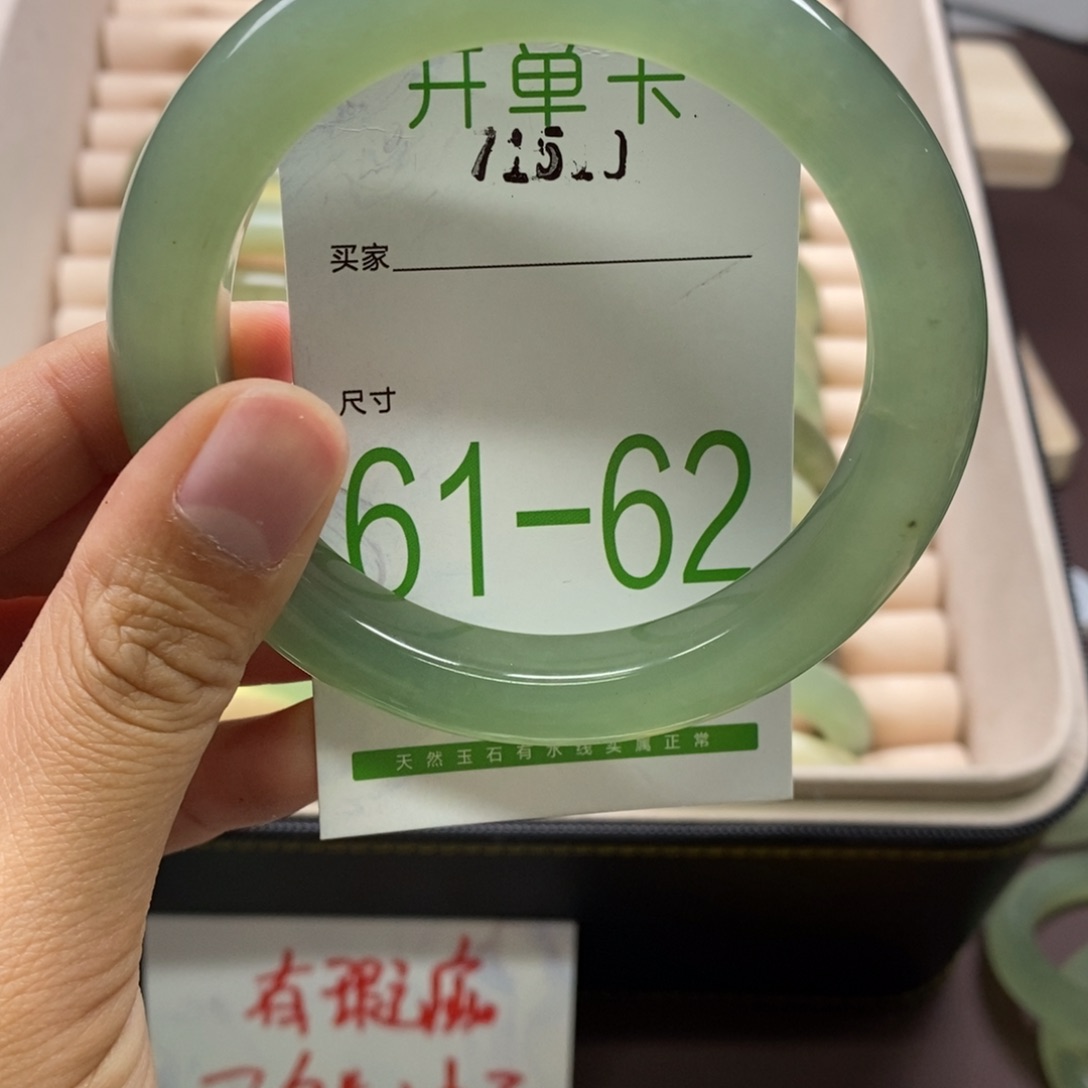 开单卡
买家
尺寸
61-62
天然玉石有水线实属正常
有瑕疵